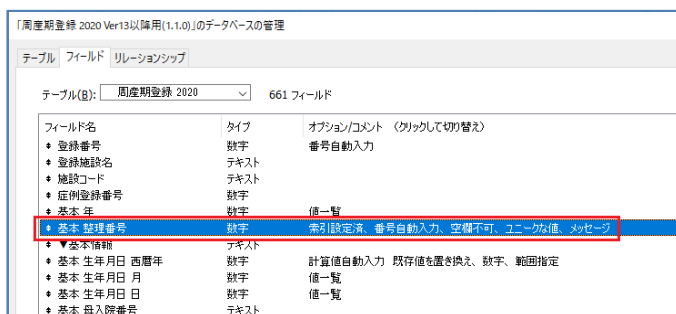 「周産期登録 2020 Ver13以降用(1.1.0)」のデータベースの管理
テーブル フィールド リレーションシップ
テーブル(B): 周産期登録 2020 661 フィールド
フィールド名 タイプ オプション/コメント (クリックして切り替え)
登録番号 数字 番号自動入力
登録施設名 テキスト
施設コード テキスト
症例登録番号 数字
基本 年 数字 値一覧
基本 整理番号 数字 索引設定済、番号自動入力、空欄不可、ユニークな値、メッセージ
▼基本情報 テキスト
基本 生年月日 西暦年 数字 計算値自動入力 既存値を置き換え、数字、範囲指定
基本 生年月日 月 数字 値一覧
基本 生年月日 日 数字 値一覧
基本 母入院番号 テキスト